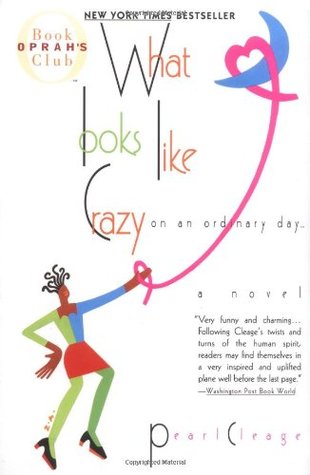 NEW YORK TIMES BESTSELLER
Book
OPRAH'S
Club
What
looks like
Crazy on an ordinary day...
a novel
"Very funny and charming...
Following Cleage's twists and
turns of the human spirit,
readers may find themselves in
a very inspired and uplifted
plane well before the last page."
—WASHINGTON POST BOOK WORLD
Pearl Cleage